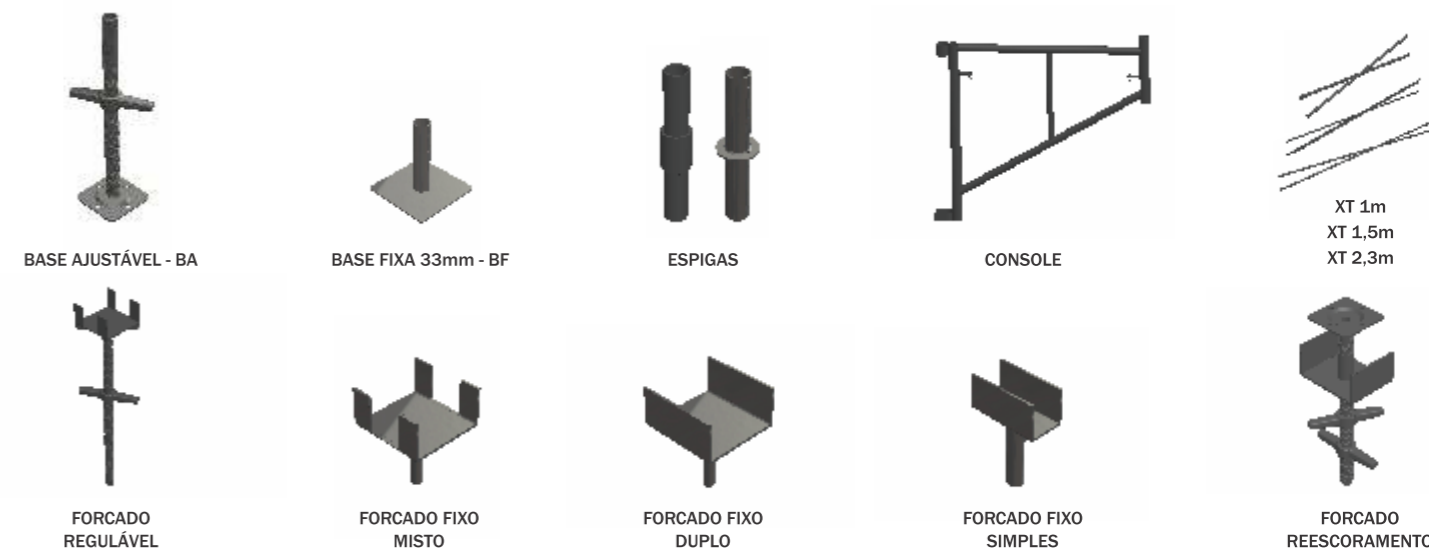 BASE AJUSTÁVEL - BA
BASE FIXA 33mm - BF
ESPIGAS
CONSOLE
XT 1m
XT 1,5m
XT 2,3m
FORCADO
REGULÁVEL
FORCADO FIXO
MISTO
FORCADO FIXO
DUPLO
FORCADO FIXO
SIMPLES
FORCADO
REESCORAMENTO